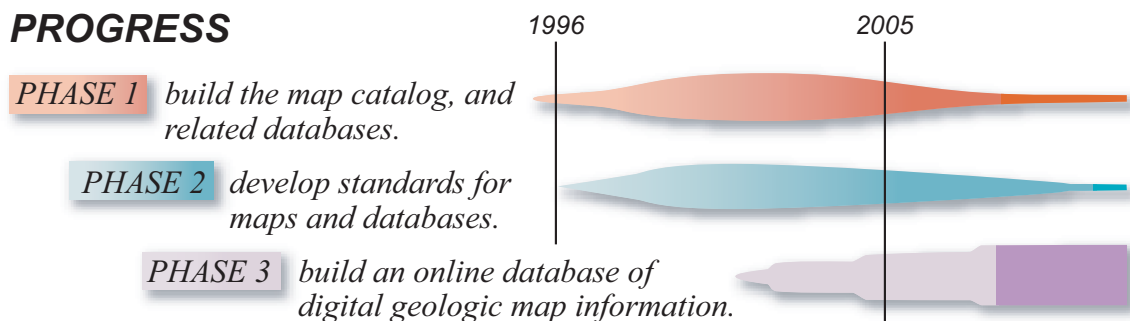 PROGRESS
1996
2005
PHASE 1 build the map catalog, and
related databases.
PHASE 2 develop standards for
maps and databases.
PHASE 3 build an online database of
digital geologic map information.